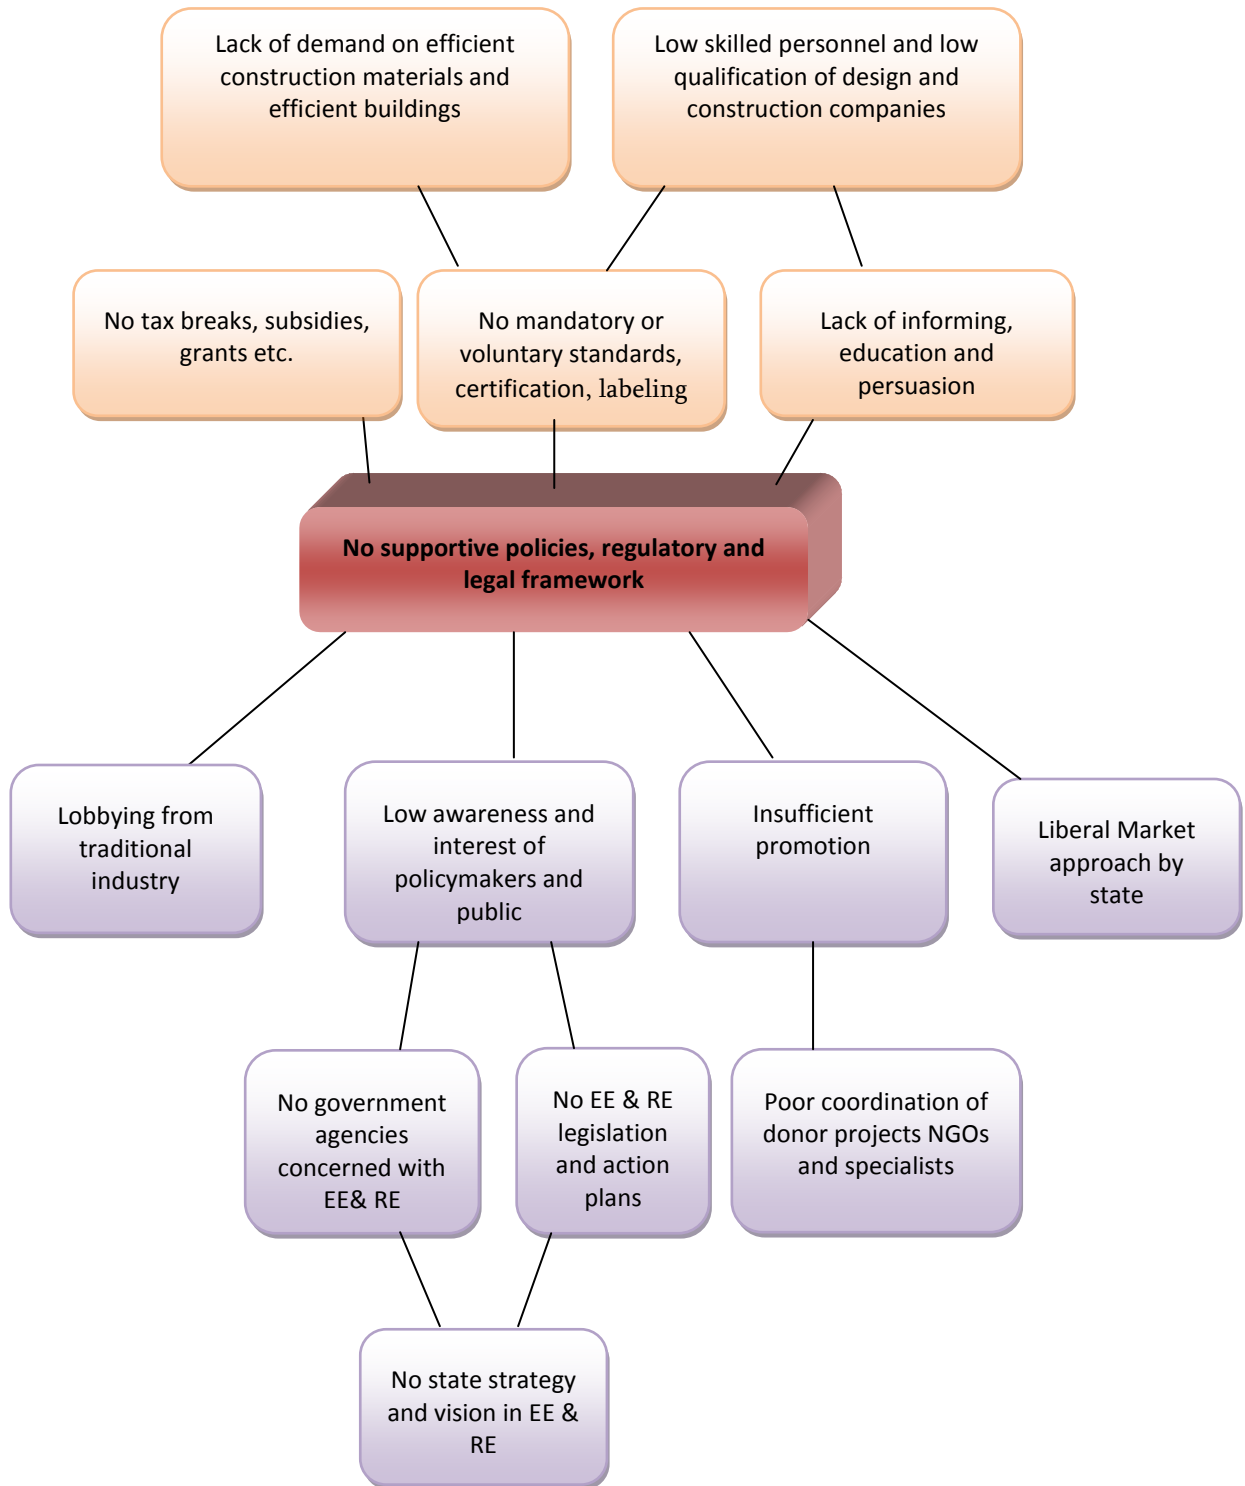 Lack of demand on efficient
construction materials and
efficient buildings
Low skilled personnel and low
qualification of design and
construction companies
No tax breaks, subsidies,
grants etc.
No mandatory or
voluntary standards,
certification, labeling
Lack of informing,
education and
persuasion
No supportive policies, regulatory and
legal framework
Lobbying from
traditional
industry
Low awareness and
interest of
policymakers and
public
Insufficient
promotion
Liberal Market
approach by
state
No government
agencies
concerned with
EE& RE
No EE & RE
legislation
and action
plans
Poor coordination of
donor projects NGOs
and specialists
No state strategy
and vision in EE &
RE